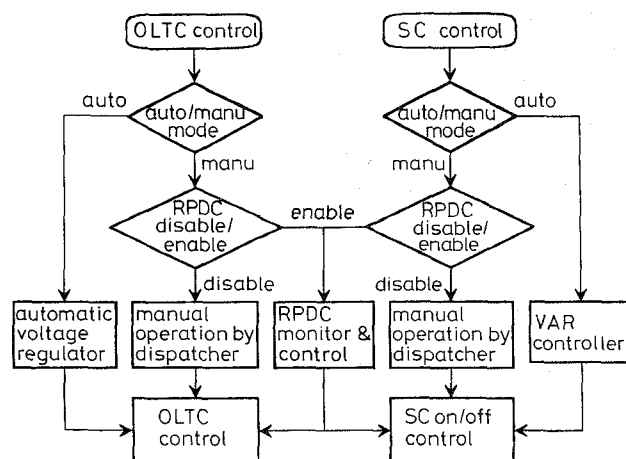 OLTC control
SC control
auto
auto/manu
mode
auto/manu
mode
auto
manu
manu
RPDC
disable/
enable
enable
RPDC
disable/
enable
disable
disable
automatic
voltage
regulator
manual
operation by
dispatcher
RPDC
monitor &
control
manual
operation by
dispatcher
VAR
controller
OLTC
control
SC on/off
control